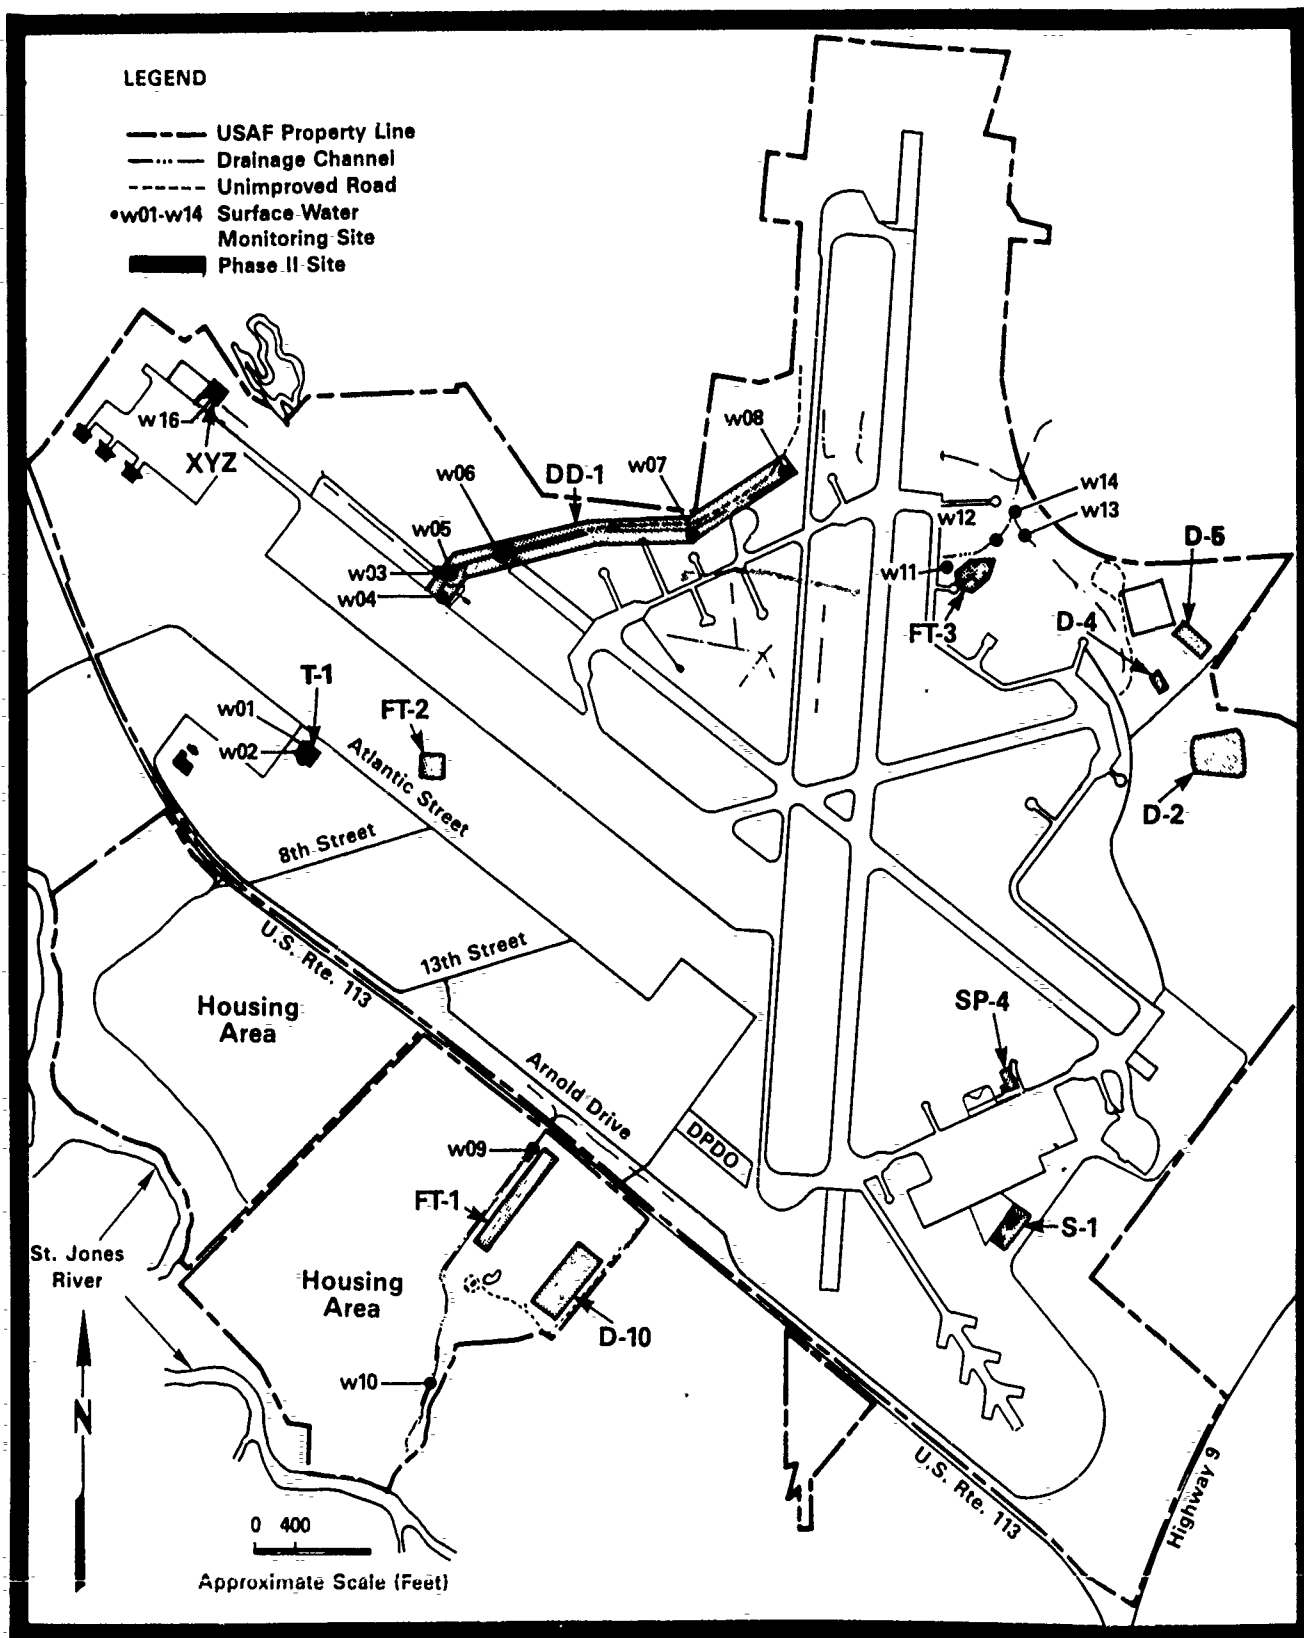 LEGEND
USAF Property Line
Drainage Channel
Unimproved Road
•w01-w14 Surface Water
Monitoring Site
Phase II Site
w08
w16
XYZ
w06
DD-1
w07
w14
w05
w12
w13
D-5
w03
w11
w04
FT-3
D-4
T-1
w01
FT-2
w02
Atlantic Street
D-2
8th Street
U.S. Rte. 113
13th Street
Housing
Area
SP-4
Arnold Drive
DPDO
w09
FT-1
S-1
St. Jones
River
Housing
Area
D-10
w10
N
U.S. Rte. 113
Highway 9
0 400
Approximate Scale (Feet)